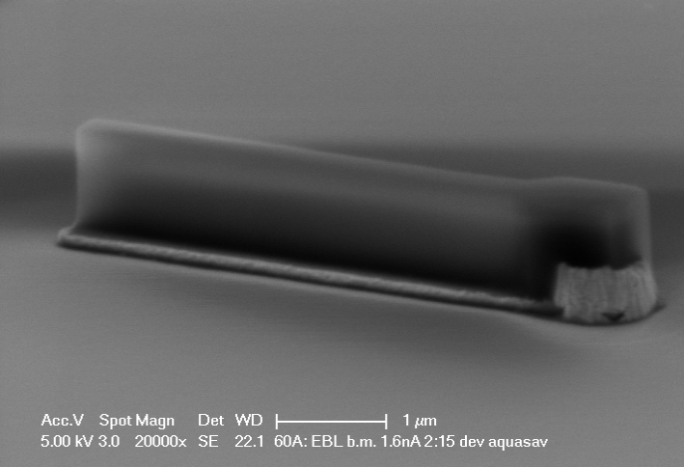 Acc.V Spot Magn Det WD 1 µm
5.00 kV 3.0 20000x SE 22.1 60A: EBL b.m. 1.6nA 2:15 dev aquasav